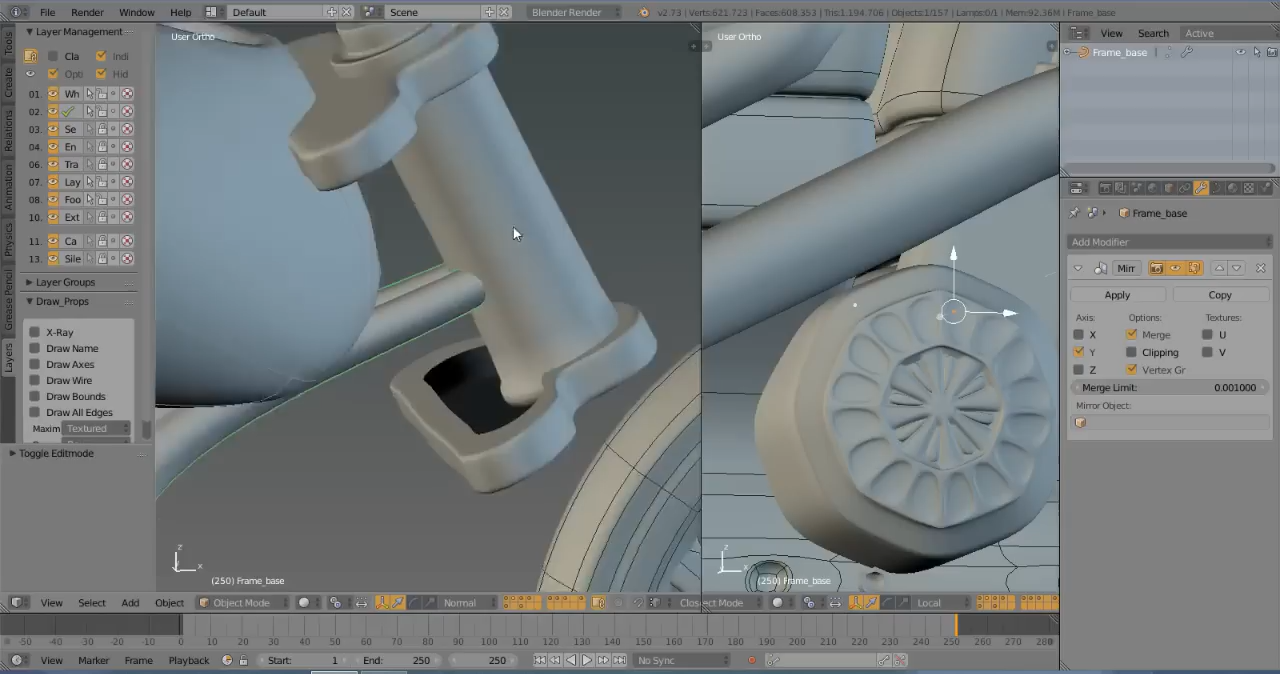 File Render Window Help Default Scene Blender Render v2.73 | Verts:621.723 | Faces:608.353 | Tris:1.194.706 | Objects:1/157 | Lamps:0/1 | Mem:92.36M | Frame_base
Tools
Create
Relations
Animation
Physics
Grease Pencil
Layers
Layer Management
Cla Indi
Opti Hid
01. Wh
02.
03. Se
04. En
06. Tra
07. Lay
08. Foo
10. Ext
11. Ca
13. Sile
Layer Groups
Draw_Props
X-Ray
Draw Name
Draw Axes
Draw Wire
Draw Bounds
Draw All Edges
Maxim Textured
Toggle Editmode
User Ortho
z
x
(250) Frame_base
User Ortho
z
(250) Frame_base
View Search Active
Frame_base
Frame_base
Add Modifier
Mirr
Apply Copy
Axis: Options: Textures:
X Merge U
Y Clipping V
Z Vertex Gr
Merge Limit: 0.001000
Mirror Object:
View Select Add Object Object Mode Normal Closest Mode Local
-50 -40 -30 -20 -10 0 10 20 30 40 50 60 70 80 90 100 110 120 130 140 150 160 170 180 190 200 210 220 230 240 250 260 270 280
View Marker Frame Playback Start: 1 End: 250 250 No Sync